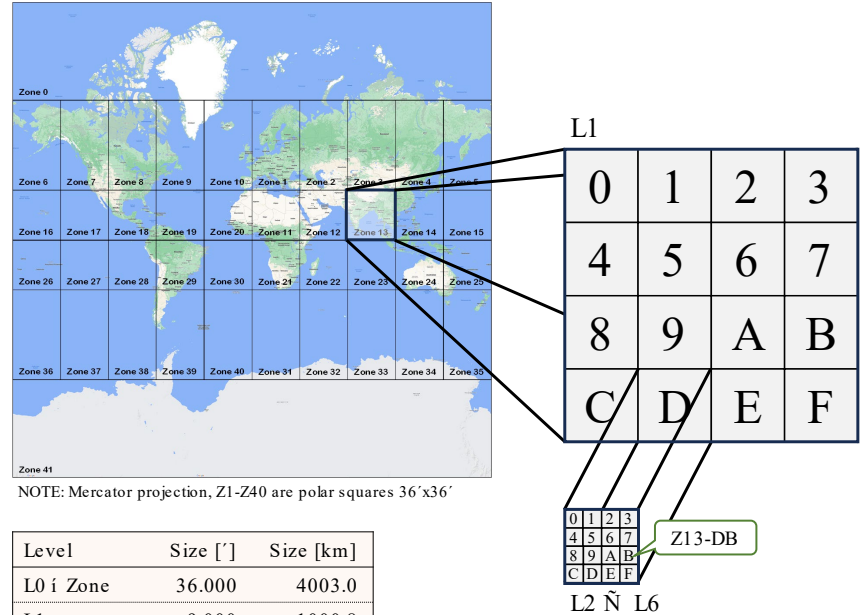 Zone 0
Zone 6 Zone 7 Zone 8 Zone 9 Zone 10 Zone 1 Zone 2 Zone 3 Zone 4 Zone 5
Zone 16 Zone 17 Zone 18 Zone 19 Zone 20 Zone 11 Zone 12 Zone 13 Zone 14 Zone 15
Zone 26 Zone 27 Zone 28 Zone 29 Zone 30 Zone 21 Zone 22 Zone 23 Zone 24 Zone 25
Zone 36 Zone 37 Zone 38 Zone 39 Zone 40 Zone 31 Zone 32 Zone 33 Zone 34 Zone 35
Zone 41
NOTE: Mercator projection, Z1-Z40 are polar squares 36´x36´
Level Size [´] Size [km]
L0 í Zone 36.000 4003.0
L1
0 1 2 3
4 5 6 7
8 9 A B
C D E F
0 1 2 3
4 5 6 7
8 9 A B
C D E F
Z13-DB
L2 Ñ L6